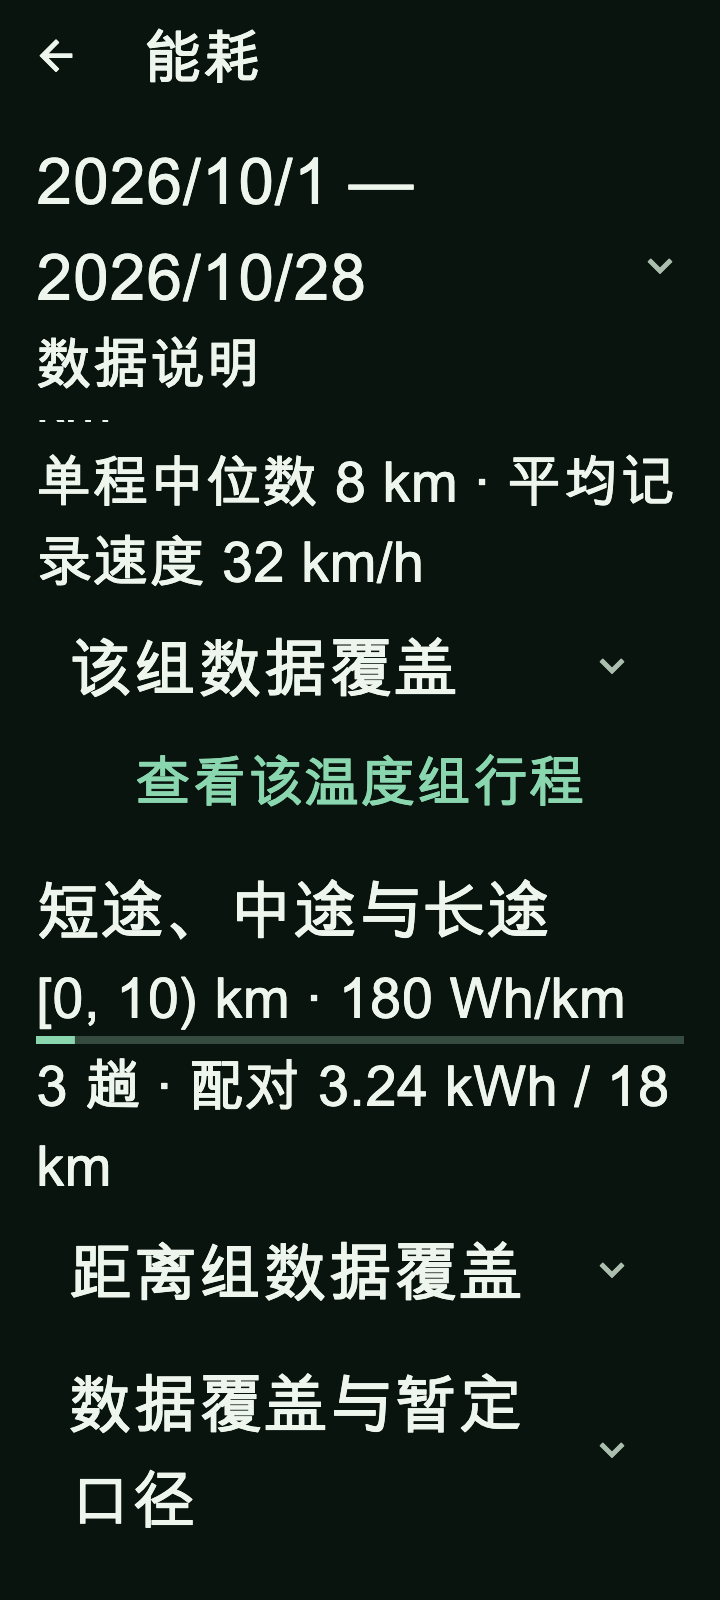 能耗
2026/10/1 —
2026/10/28
数据说明
单程中位数 8 km · 平均记
录速度 32 km/h
该组数据覆盖
查看该温度组行程
短途、中途与长途
[0, 10) km · 180 Wh/km
3 趟 · 配对 3.24 kWh / 18
km
距离组数据覆盖
数据覆盖与暂定
口径